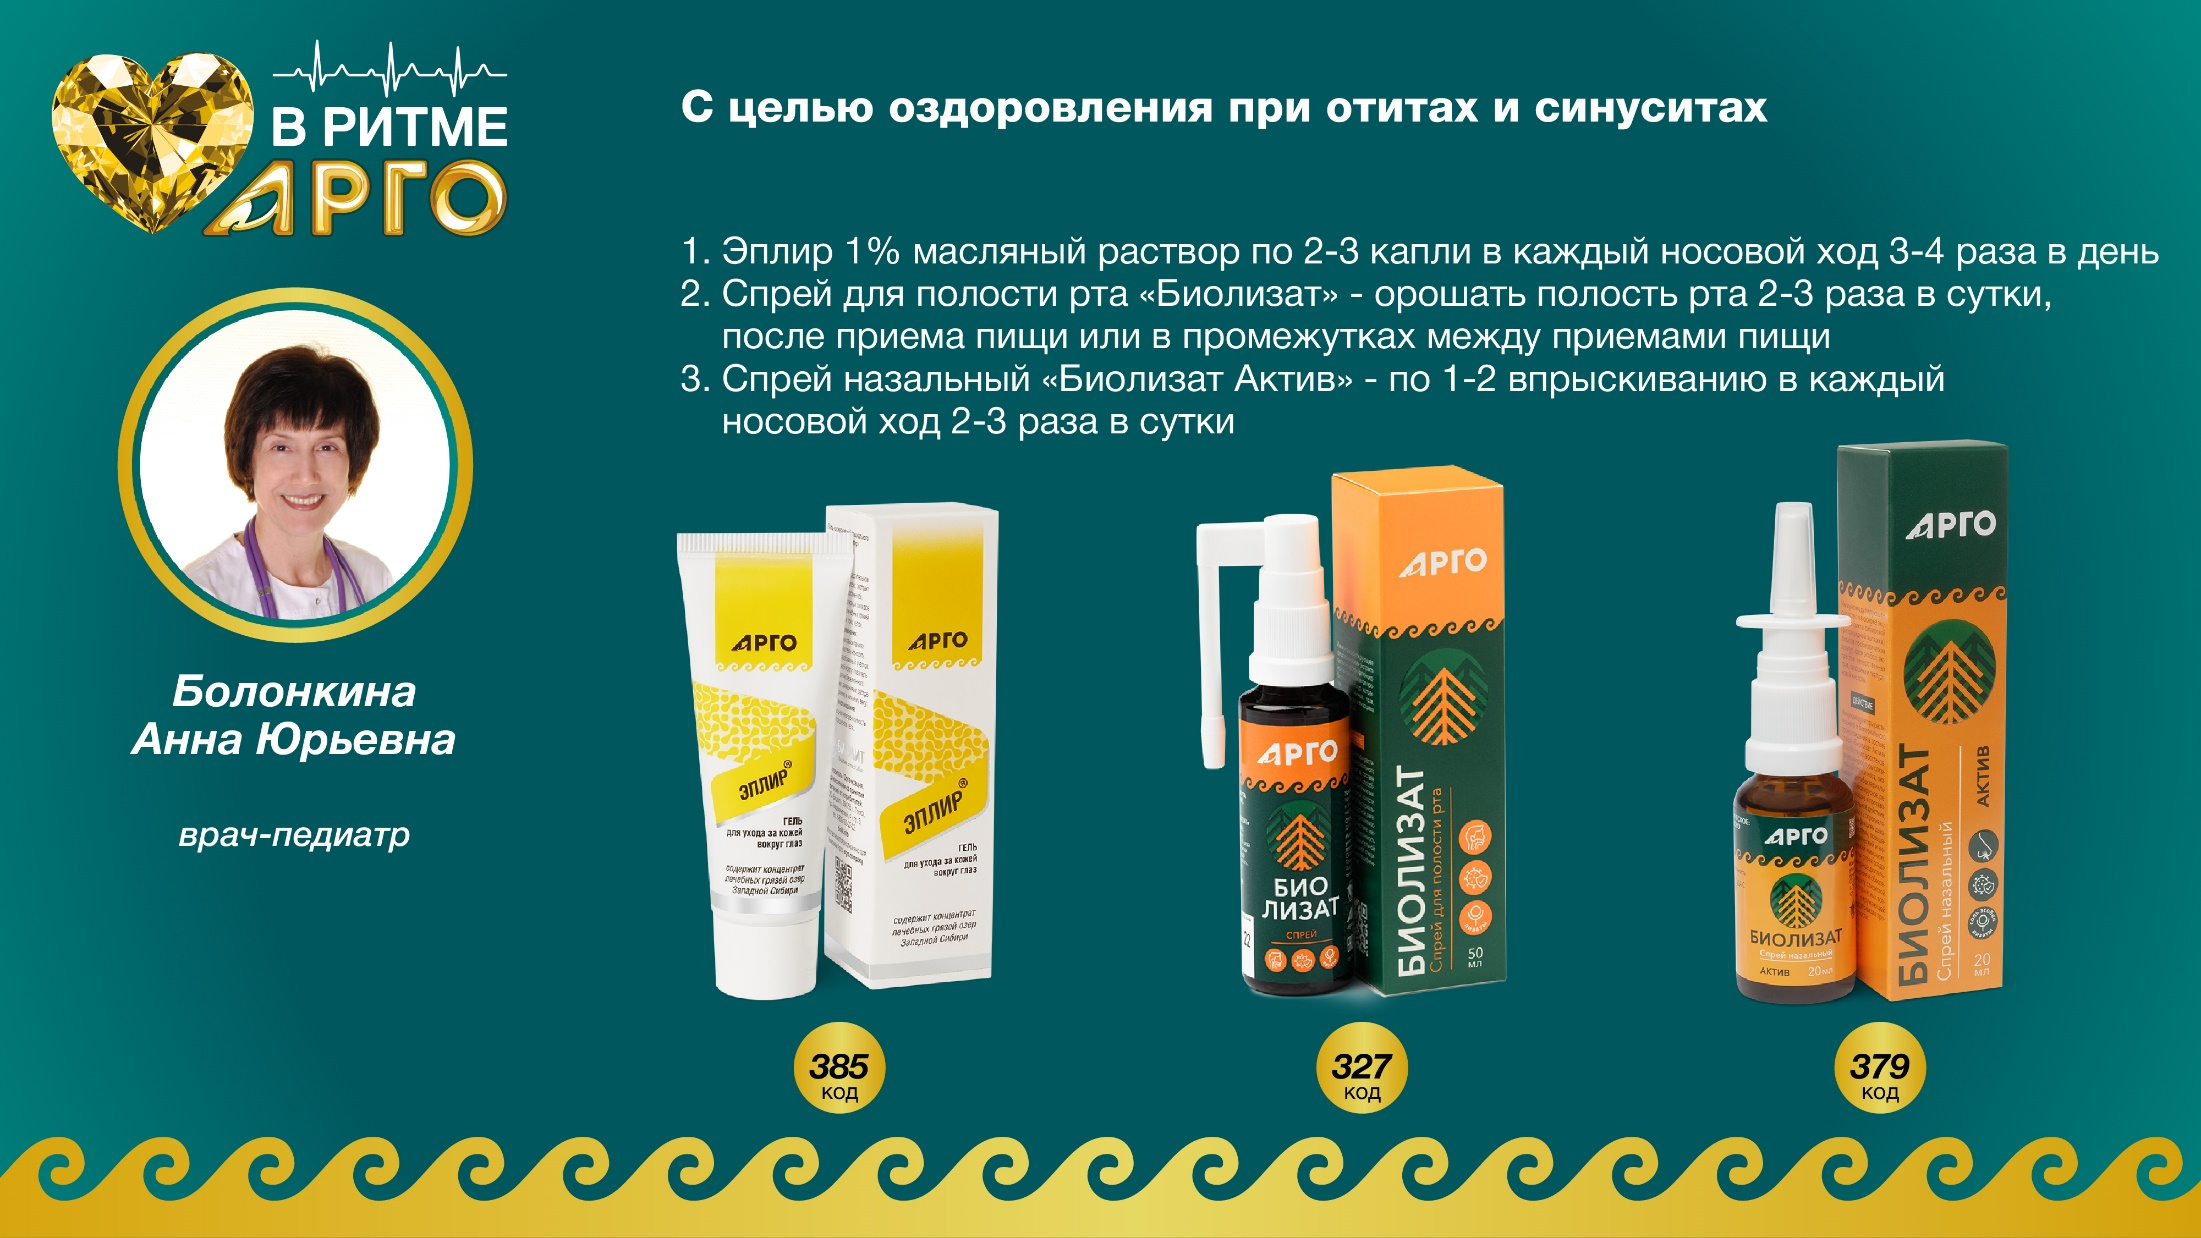 В РИТМЕ
АРГО
С целью оздоровления при отитах и синуситах
1. Эплир 1% масляный раствор по 2-3 капли в каждый носовой ход 3-4 раза в день
2. Спрей для полости рта «Биолизат» - орошать полость рта 2-3 раза в сутки,
после приема пищи или в промежутках между приемами пищи
3. Спрей назальный «Биолизат Актив» - по 1-2 впрыскиванию в каждый
носовой ход 2-3 раза в сутки
Болонкина
Анна Юрьевна
врач-педиатр
АРГО
ЭПЛИР®
ГЕЛЬ
для ухода за кожей
вокруг глаз
содержит концентрат
лечебных грязей озер
Западной Сибири
АРГО
ЭПЛИР®
ГЕЛЬ
для ухода за кожей
вокруг глаз
содержит концентрат
лечебных грязей озер
Западной Сибири
АРГО
БИО
ЛИЗАТ
СПРЕЙ
АРГО
БИОЛИЗАТ
Спрей для полости рта
50
мл
АРГО
БИОЛИЗАТ
Спрей назальный
АКТИВ 20 мл
АРГО
БИОЛИЗАТ
Спрей назальный
АКТИВ
20
мл
385
код
327
код
379
код